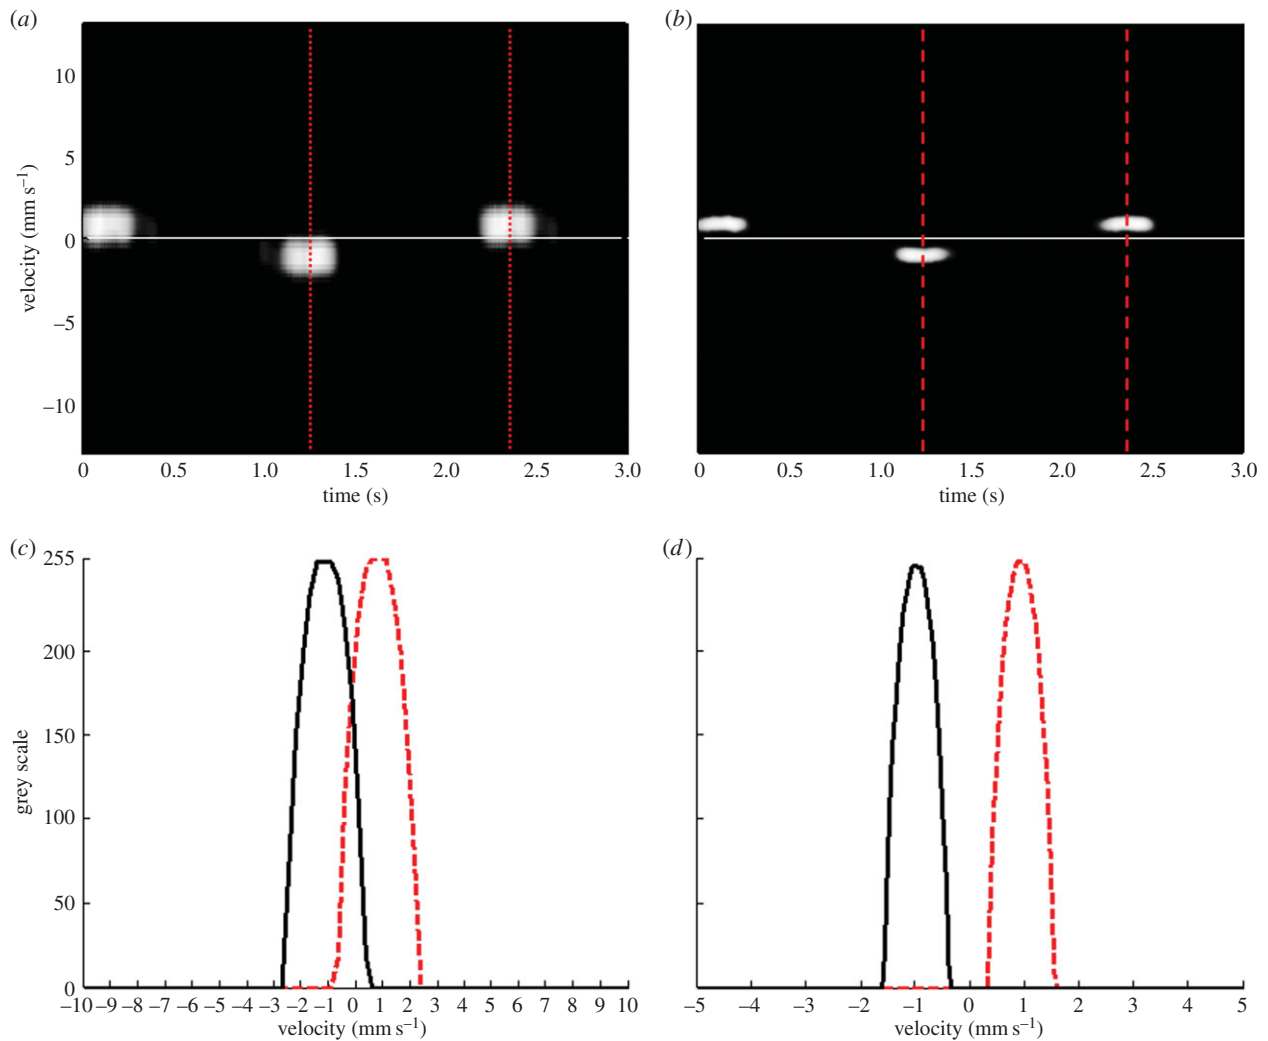 (a)
10
5
0
–5
–10
velocity (mm s–1)
0 0.5 1.0 1.5 2.0 2.5 3.0
time (s)
(b)
0 0.5 1.0 1.5 2.0 2.5 3.0
time (s)
(c)
255
200
150
100
50
0
grey scale
–10 –9 –8 –7 –6 –5 –4 –3 –2 –1 0 1 2 3 4 5 6 7 8 9 10
velocity (mm s–1)
(d)
–5 –4 –3 –2 –1 0 1 2 3 4 5
velocity (mm s–1)